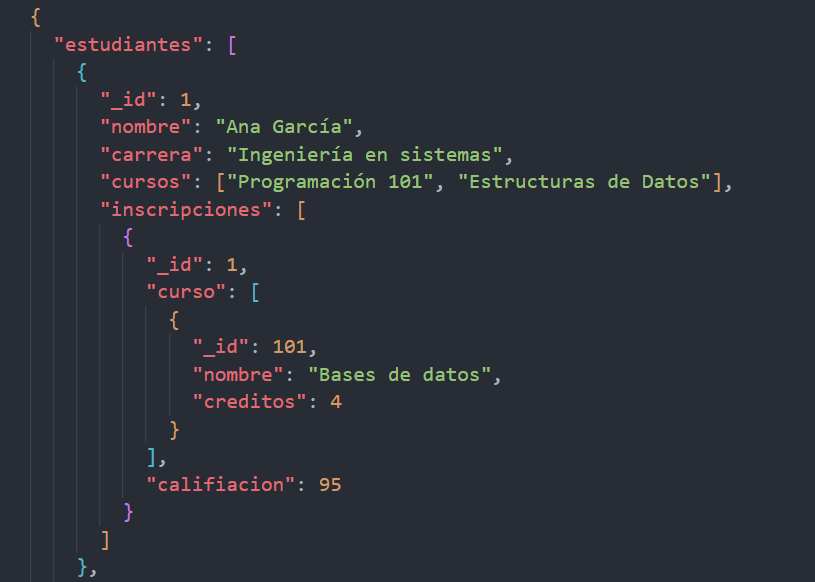 {
"estudiantes": [
{
"_id": 1,
"nombre": "Ana García",
"carrera": "Ingeniería en sistemas",
"cursos": ["Programación 101", "Estructuras de Datos"],
"inscripciones": [
{
"_id": 1,
"curso": [
{
"_id": 101,
"nombre": "Bases de datos",
"creditos": 4
}
],
"califiacion": 95
}
]
},